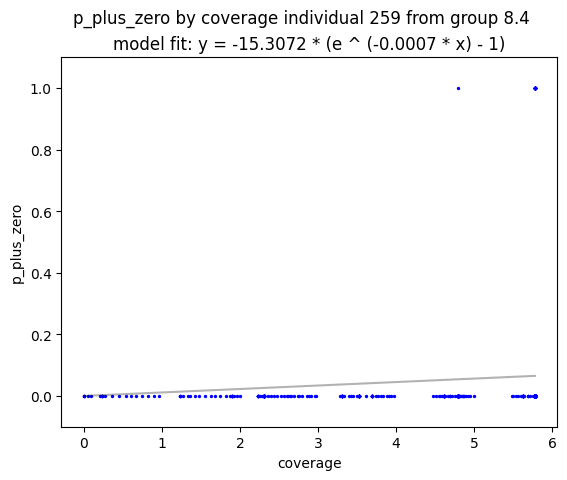 p_plus_zero by coverage individual 259 from group 8.4
model fit: y = -15.3072 * (e ^ (-0.0007 * x) - 1)
1.0
0.8
0.6
0.4
0.2
0.0
p_plus_zero
0 1 2 3 4 5 6
coverage